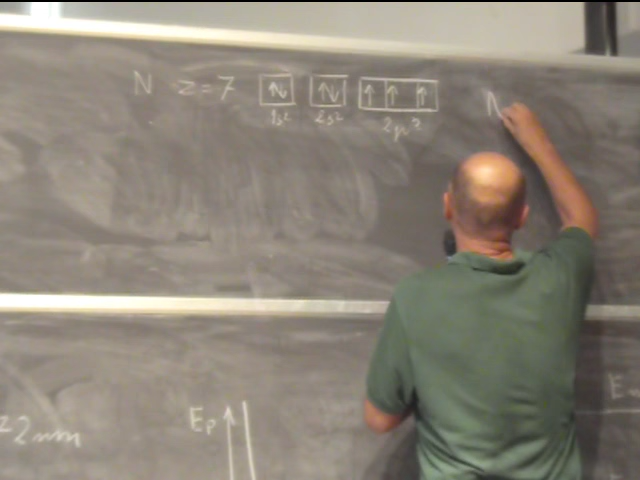 N z=7 ↑↓ ↑↓ ↑ ↑ ↑
1s² 2s² 2p³
Ep